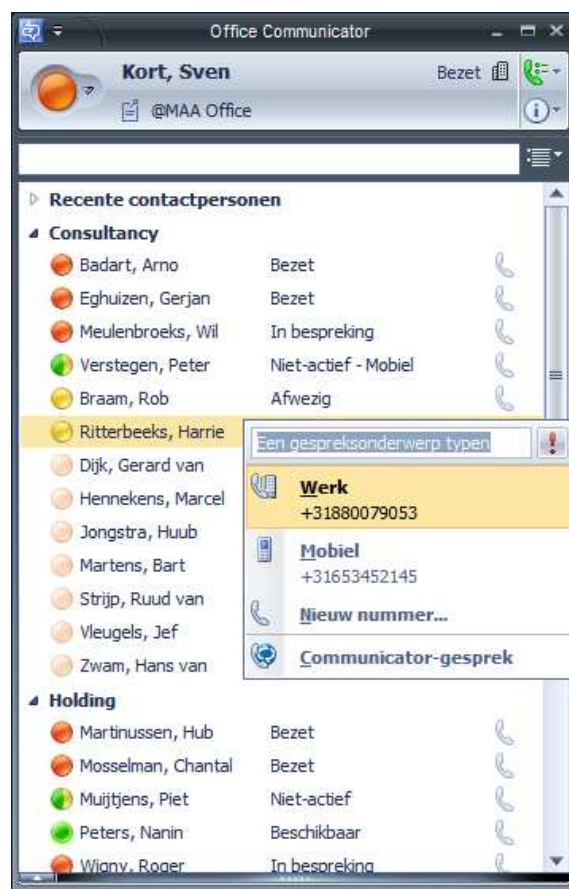 Office Communicator
Kort, Sven Bezet
@MAA Office
Recente contactpersonen
Consultancy
Badart, Arno Bezet
Eghuizen, Gerjan Bezet
Meulenbroeks, Wil In bespreking
Verstegen, Peter Niet-actief - Mobiel
Braam, Rob Afwezig
Ritterbeeks, Harrie
Een gespreksonderwerp typen
Dijk, Gerard van
Hennekens, Marcel
Jongstra, Huub
Martens, Bart
Strijp, Ruud van
Vleugels, Jef
Zwam, Hans van
Werk
+31880079053
Mobiel
+31653452145
Nieuw nummer...
Communicator-gesprek
Holding
Martinussen, Hub Bezet
Mosselman, Chantal Bezet
Muijtjens, Piet Niet-actief
Peters, Nanin Beschikbaar
Wigny, Roger In bespreking